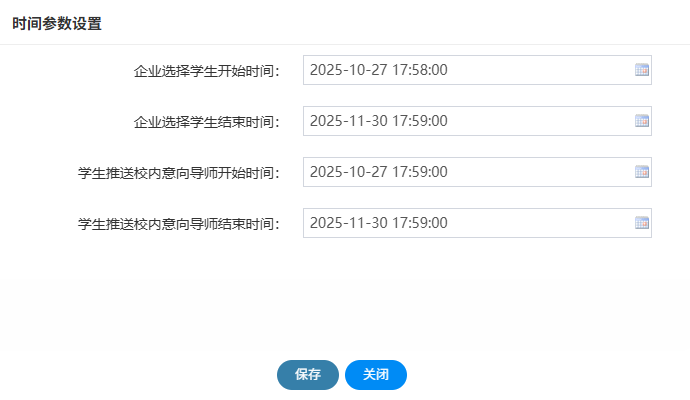 时间参数设置
企业选择学生开始时间： 2025-10-27 17:58:00
企业选择学生结束时间： 2025-11-30 17:59:00
学生推送校内意向导师开始时间： 2025-10-27 17:59:00
学生推送校内意向导师结束时间： 2025-11-30 17:59:00
保存 关闭